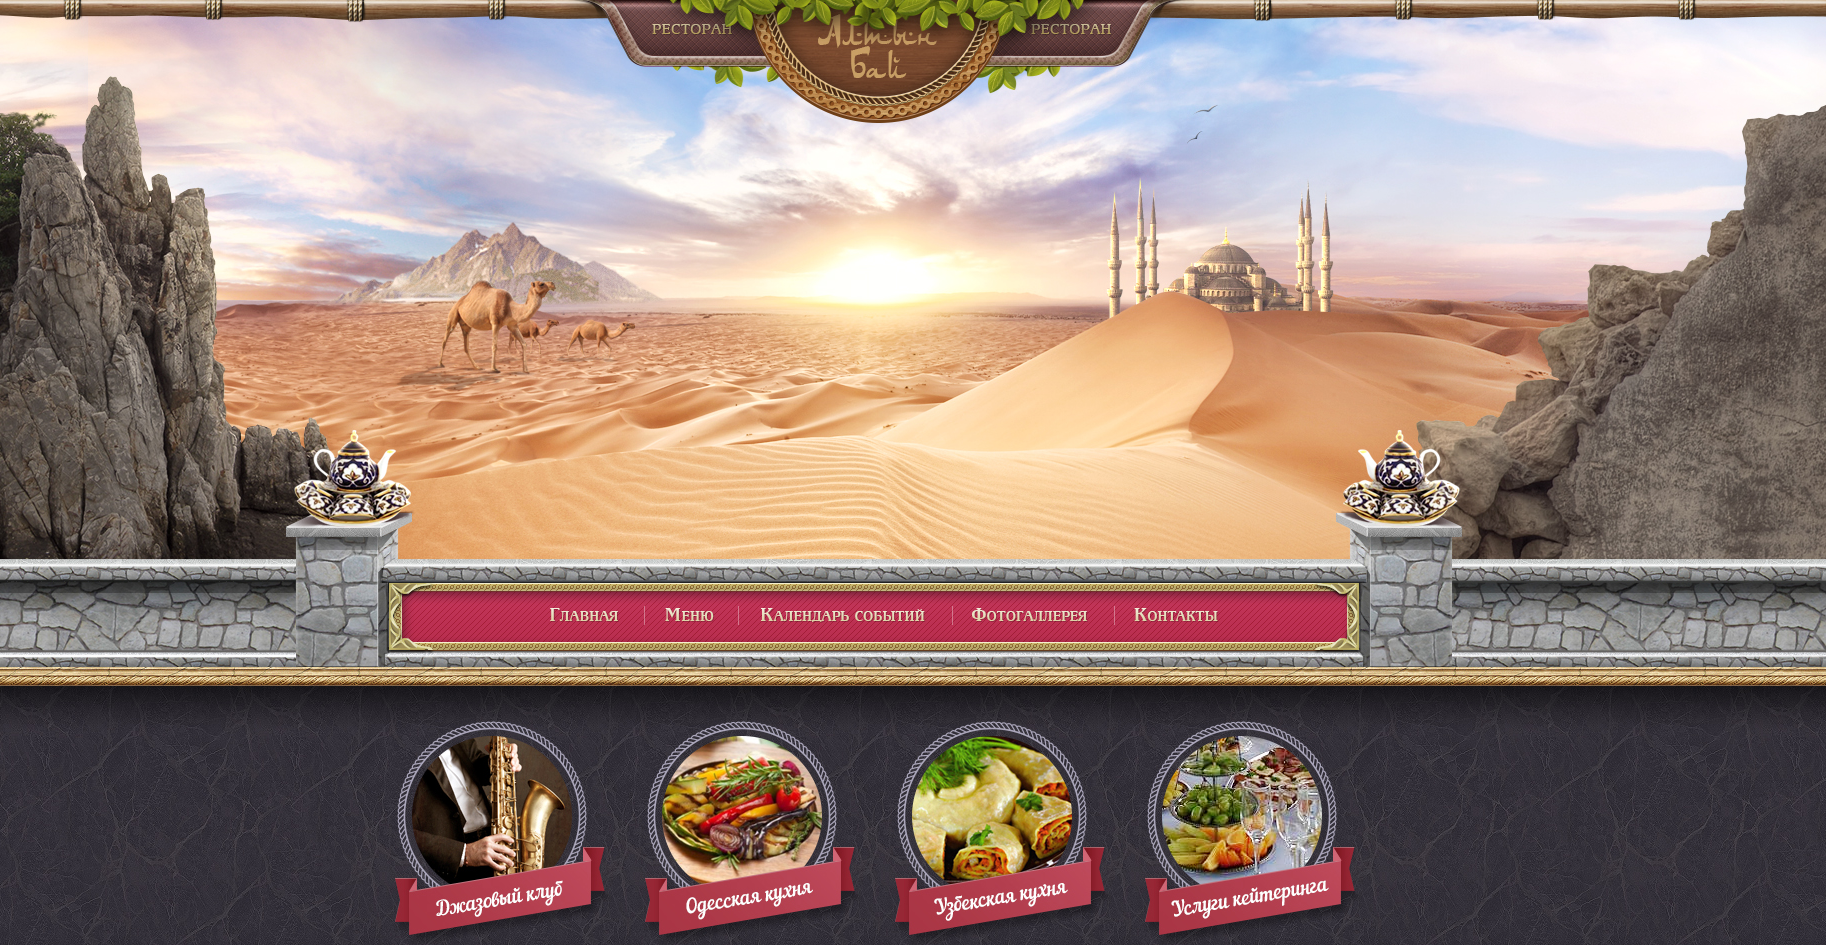 РЕСТОРАН
Алтын
Бай
РЕСТОРАН
Главная
Меню
Календарь событий
Фотогаллерея
Контакты
Джазовый клуб
Одесская кухня
Узбекская кухня
Услуги кейтеринга